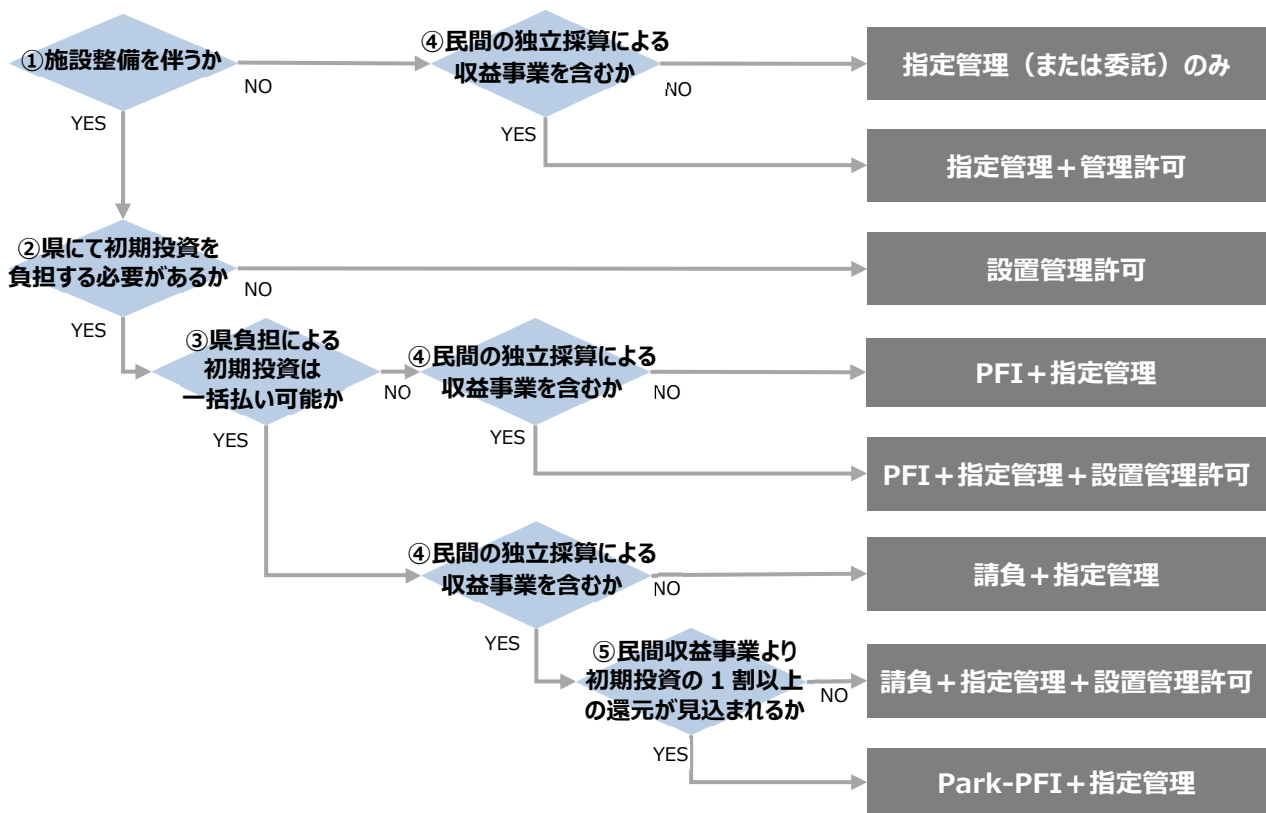 ①施設整備を伴うか
NO
YES
④民間の独立採算による
収益事業を含むか
NO
YES
指定管理（または委託）のみ
指定管理＋管理許可
②県にて初期投資を
負担する必要があるか
NO
YES
設置管理許可
③県負担による
初期投資は
一括払い可能か
NO
YES
④民間の独立採算による
収益事業を含むか
NO
YES
PFI＋指定管理
PFI＋指定管理＋設置管理許可
④民間の独立採算による
収益事業を含むか
NO
YES
請負＋指定管理
⑤民間収益事業より
初期投資の 1 割以上
の還元が見込まれるか
NO
YES
請負＋指定管理＋設置管理許可
Park-PFI＋指定管理